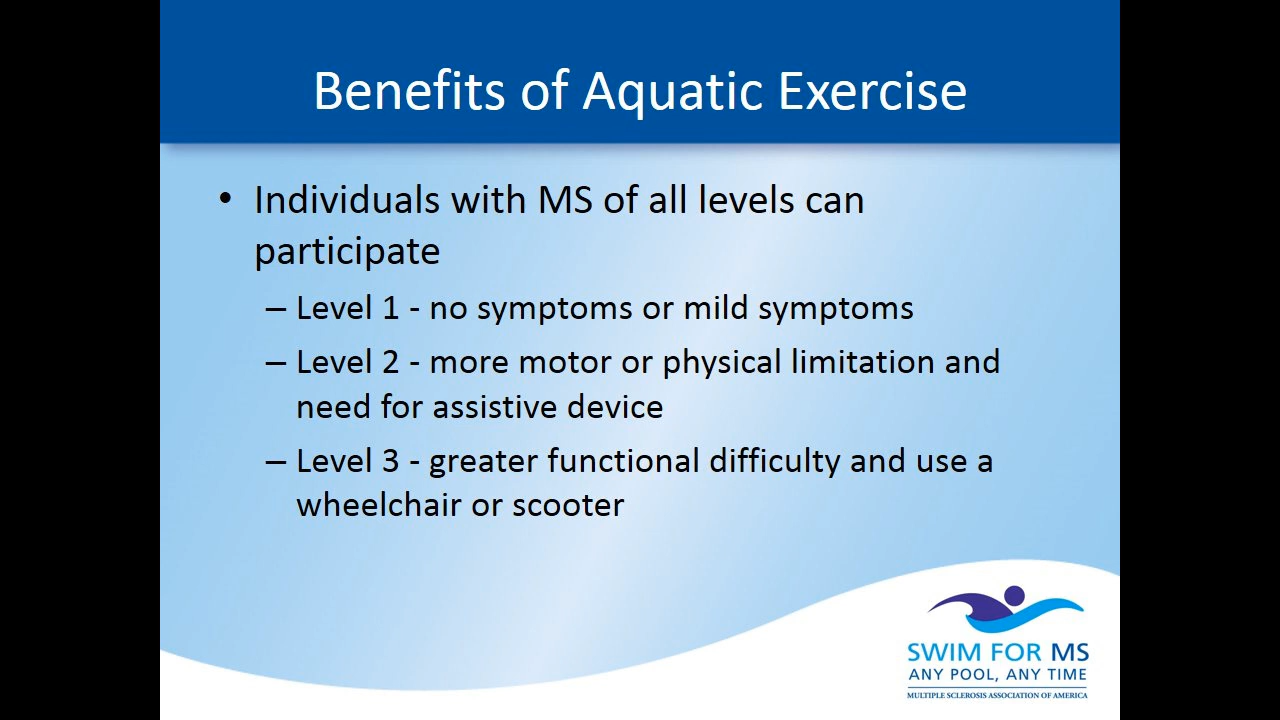 Benefits of Aquatic Exercise
• Individuals with MS of all levels can
participate
– Level 1 - no symptoms or mild symptoms
– Level 2 - more motor or physical limitation and
need for assistive device
– Level 3 - greater functional difficulty and use a
wheelchair or scooter
SWIM FOR MS
ANY POOL, ANY TIME
MULTIPLE SCLEROSIS ASSOCIATION OF AMERICA